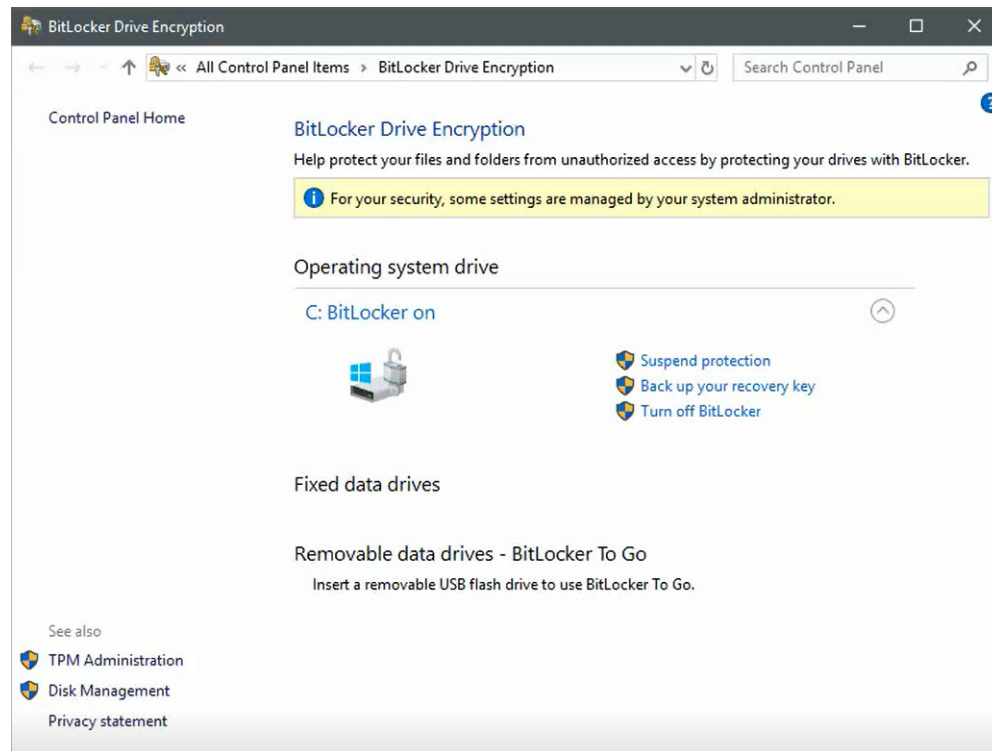 BitLocker Drive Encryption
« All Control Panel Items › BitLocker Drive Encryption
Search Control Panel
Control Panel Home
BitLocker Drive Encryption
Help protect your files and folders from unauthorized access by protecting your drives with BitLocker.
For your security, some settings are managed by your system administrator.
Operating system drive
C: BitLocker on
Suspend protection
Back up your recovery key
Turn off BitLocker
Fixed data drives
Removable data drives - BitLocker To Go
Insert a removable USB flash drive to use BitLocker To Go.
See also
TPM Administration
Disk Management
Privacy statement